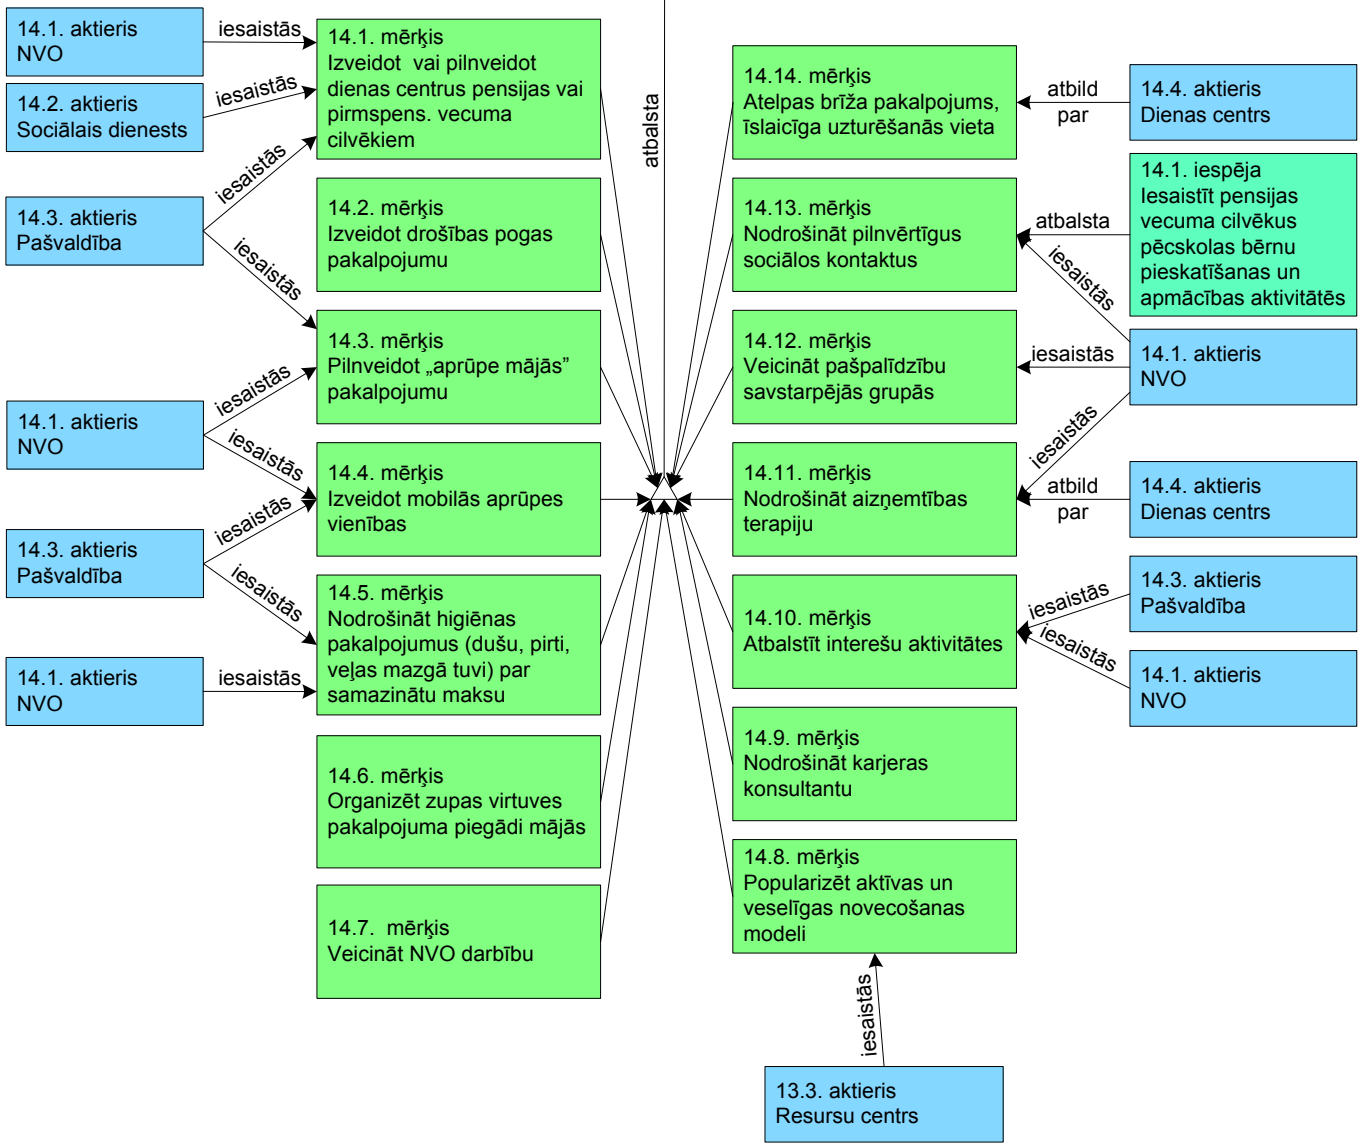 14.1. aktieris
NVO
14.2. aktieris
Sociālais dienests
14.3. aktieris
Pašvaldība
14.1. aktieris
NVO
14.3. aktieris
Pašvaldība
14.1. aktieris
NVO
iesaistās
iesaistās
iesaistās
iesaistās
iesaistās
iesaistās
iesaistās
iesaistās
iesaistās
14.1. mērķis
Izveidot vai pilnveidot
dienas centrus pensijas vai
pirmspens. vecuma
cilvēkiem
14.2. mērķis
Izveidot drošības pogas
pakalpojumu
14.3. mērķis
Pilnveidot „aprūpe mājās”
pakalpojumu
14.4. mērķis
Izveidot mobilās aprūpes
vienības
14.5. mērķis
Nodrošināt higiēnas
pakalpojumus (dušu, pirti,
veļas mazgā tuvi) par
samazinātu maksu
14.6. mērķis
Organizēt zupas virtuves
pakalpojuma piegādi mājās
14.7. mērķis
Veicināt NVO darbību
atbalsta
14.14. mērķis
Atelpas brīža pakalpojums,
īslaicīga uzturēšanās vieta
14.13. mērķis
Nodrošināt pilnvērtīgus
sociālos kontaktus
14.12. mērķis
Veicināt pašpalīdzību
savstarpējās grupās
14.11. mērķis
Nodrošināt aizņemtības
terapiju
14.10. mērķis
Atbalstīt interešu aktivitātes
14.9. mērķis
Nodrošināt karjeras
konsultantu
14.8. mērķis
Popularizēt aktīvas un
veselīgas novecošanas
modeli
atbild
par
atbalsta
iesaistās
iesaistās
iesaistās
atbild
par
iesaistās
iesaistās
iesaistās
14.4. aktieris
Dienas centrs
14.1. iespēja
Iesaistīt pensijas
vecuma cilvēkus
pēcskolas bērnu
pieskatīšanas un
apmācības aktivitātēs
14.1. aktieris
NVO
14.4. aktieris
Dienas centrs
14.3. aktieris
Pašvaldība
14.1. aktieris
NVO
13.3. aktieris
Resursu centrs